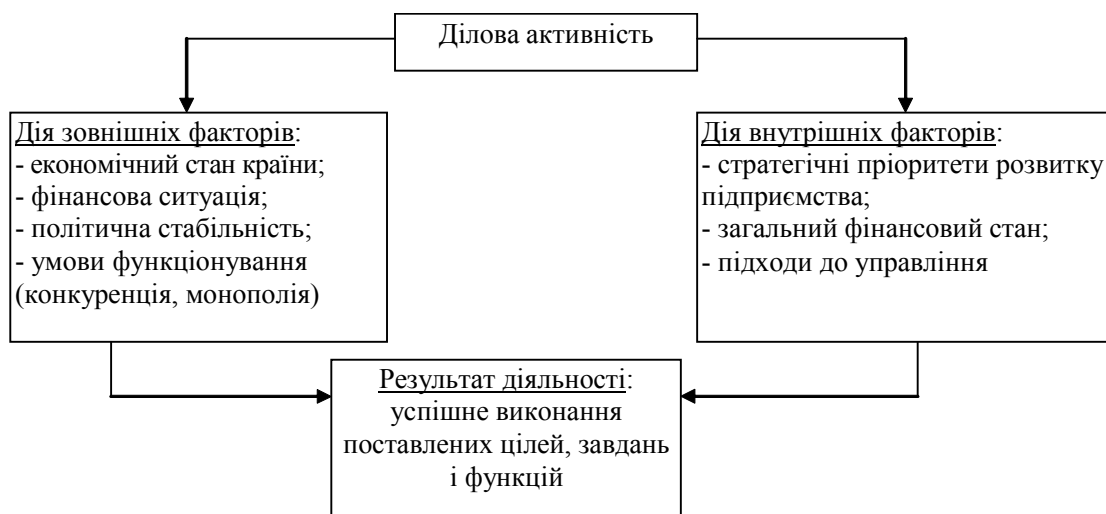 Ділова активність
Дія зовнішніх факторів:
- економічний стан країни;
- фінансова ситуація;
- політична стабільність;
- умови функціонування
(конкуренція, монополія)
Дія внутрішніх факторів:
- стратегічні пріоритети розвитку
підприємства;
- загальний фінансовий стан;
- підходи до управління
Результат діяльності:
успішне виконання
поставлених цілей, завдань
і функцій